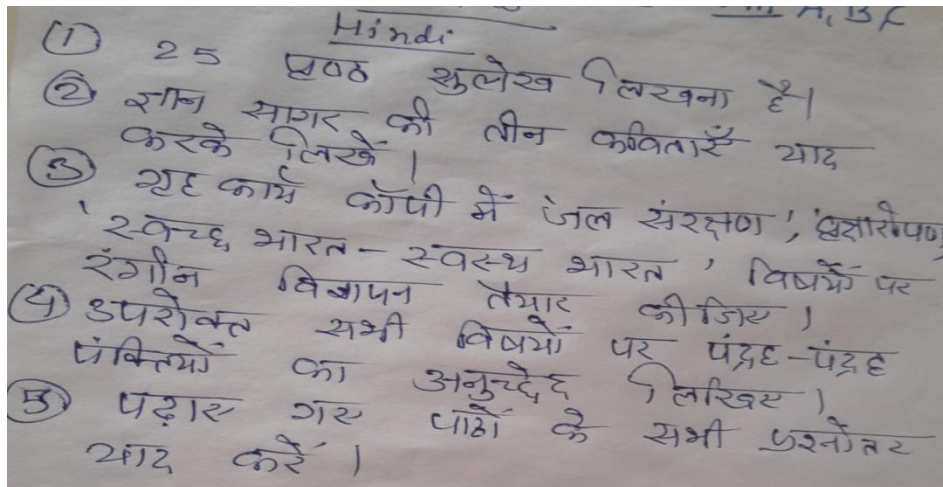 A, B, C
Hindi
① 25 पृष्ठ सुलेख लिखना है।
② ज्ञान सागर की तीन कविताएँ याद
करके लिखें।
③ गृह कार्य कॉपी में 'जल संरक्षण', 'वृक्षारोपण,
'स्वच्छ भारत - स्वस्थ भारत' विषयों पर
रंगीन विज्ञापन तैयार कीजिए।
④ उपरोक्त सभी विषयों पर पंद्रह-पंद्रह
पंक्तियों का अनुच्छेद लिखिए।
⑤ पढ़ाए गए पाठों के सभी प्रश्नोतर
याद करें।